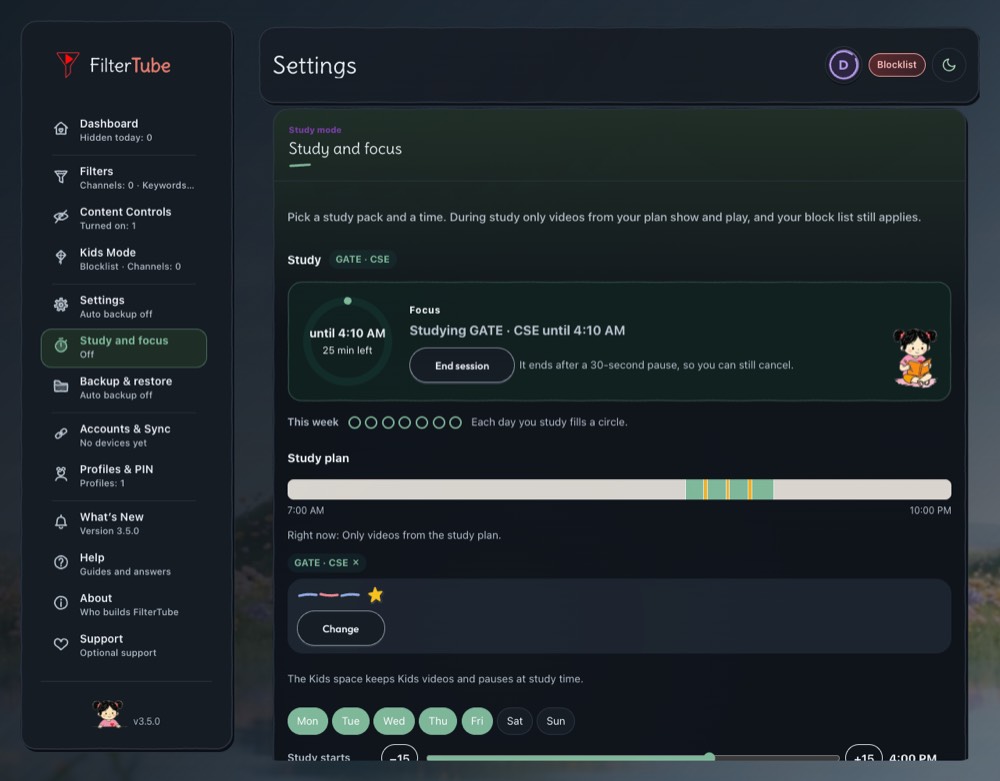 FilterTube
Dashboard
Hidden today: 0
Filters
Channels: 0 · Keywords...
Content Controls
Turned on: 1
Kids Mode
Blocklist · Channels: 0
Settings
Auto backup off
Study and focus
Off
Backup & restore
Auto backup off
Accounts & Sync
No devices yet
Profiles & PIN
Profiles: 1
What's New
Version 3.5.0
Help
Guides and answers
About
Who builds FilterTube
Support
Optional support
v3.5.0
Settings
D
Blocklist
Study mode
Study and focus
Pick a study pack and a time. During study only videos from your plan show and play, and your block list still applies.
Study GATE · CSE
until 4:10 AM
25 min left
Focus
Studying GATE · CSE until 4:10 AM
End session It ends after a 30-second pause, so you can still cancel.
This week Each day you study fills a circle.
Study plan
7:00 AM 10:00 PM
Right now: Only videos from the study plan.
GATE · CSE ×
Change
The Kids space keeps Kids videos and pauses at study time.
Mon Tue Wed Thu Fri Sat Sun
Study starts −15 +15 4:00 PM